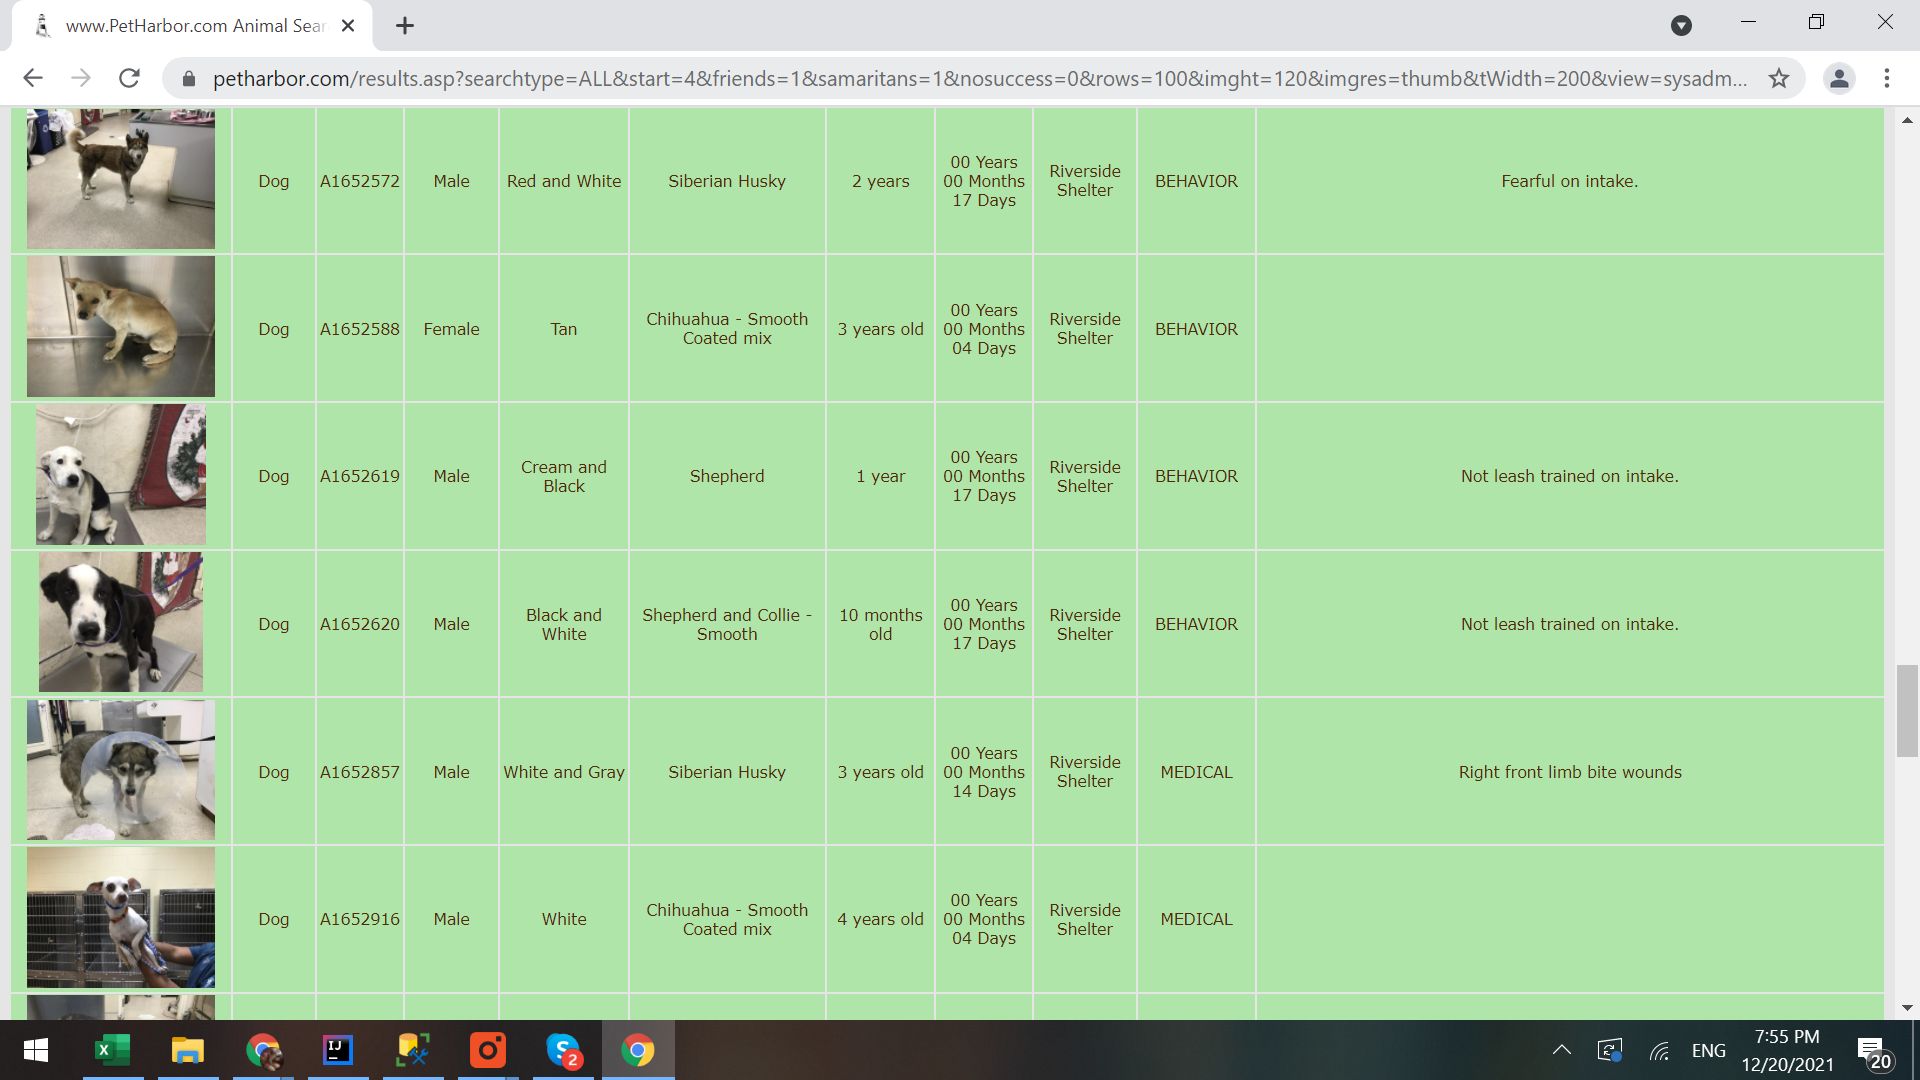 www.PetHarbor.com Animal Sear
petharbor.com/results.asp?searchtype=ALL&start=4&friends=1&samaritans=1&nosuccess=0&rows=100&imght=120&imgres=thumb&tWidth=200&view=sysadm...
Dog A1652572 Male Red and White Siberian Husky 2 years
00 Years
00 Months
17 Days
Riverside
Shelter
BEHAVIOR Fearful on intake.
Dog A1652588 Female Tan
Chihuahua - Smooth
Coated mix
3 years old
00 Years
00 Months
04 Days
Riverside
Shelter
BEHAVIOR
Dog A1652619 Male
Cream and
Black
Shepherd 1 year
00 Years
00 Months
17 Days
Riverside
Shelter
BEHAVIOR Not leash trained on intake.
Dog A1652620 Male
Black and
White
Shepherd and Collie -
Smooth
10 months
old
00 Years
00 Months
17 Days
Riverside
Shelter
BEHAVIOR Not leash trained on intake.
Dog A1652857 Male White and Gray Siberian Husky 3 years old
00 Years
00 Months
14 Days
Riverside
Shelter
MEDICAL Right front limb bite wounds
Dog A1652916 Male White
Chihuahua - Smooth
Coated mix
4 years old
00 Years
00 Months
04 Days
Riverside
Shelter
MEDICAL
X
IJ
S
2
ENG
7:55 PM
12/20/2021
20